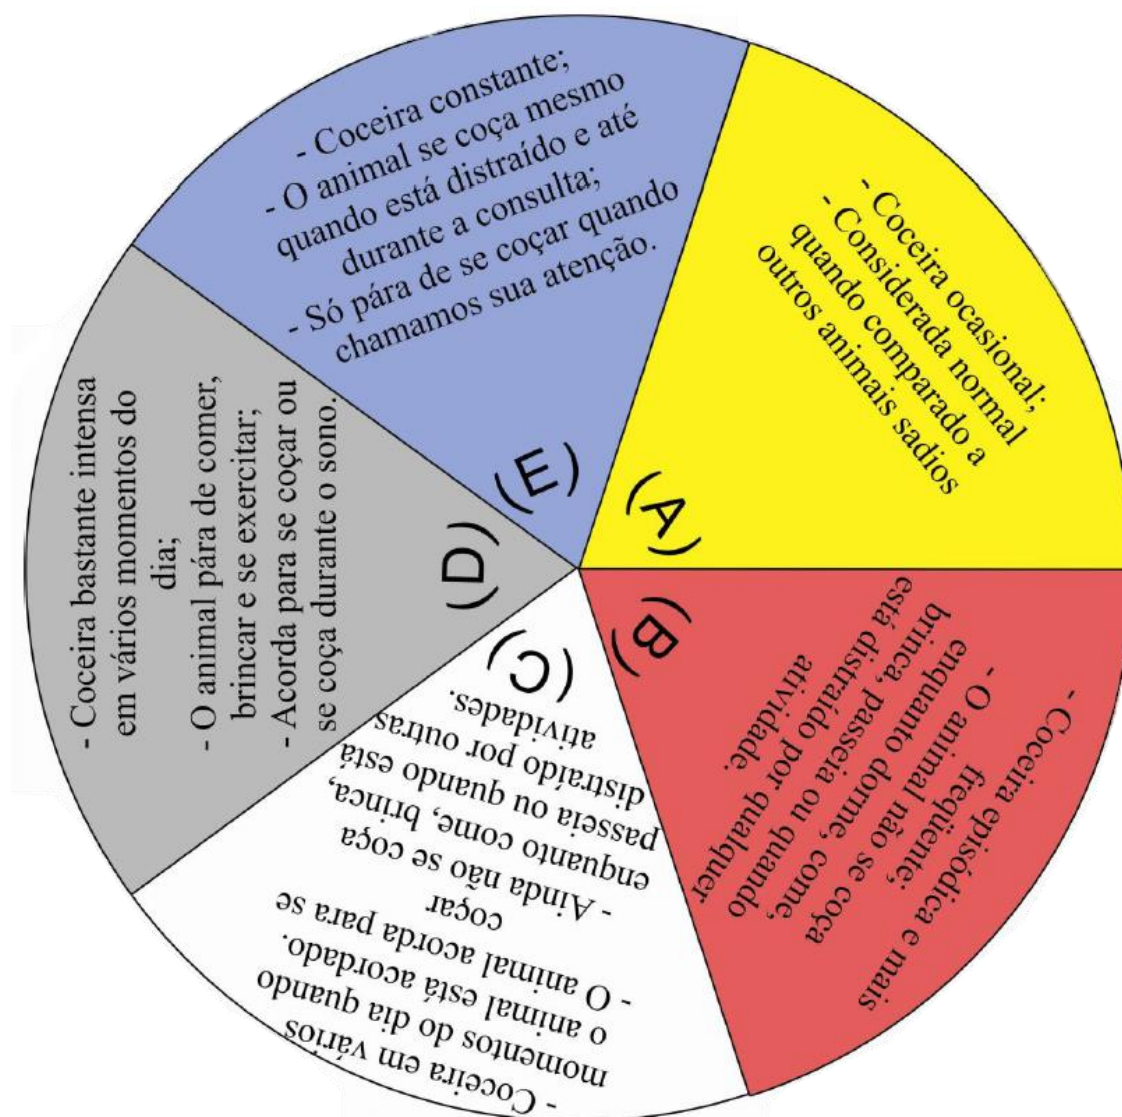 - Coceira ocasional;
- Considerada normal
quando comparado a
outros animais sadios
(A)
- Coceira episódica e mais
freqüente;
- O animal não se coça
enquanto dorme, come,
brinca, passeia ou quando
está distraído por qualquer
atividade.
(B)
- Coceira em vários
momentos do dia quando
o animal está acordado.
- O animal acorda para se
coçar
- Ainda não se coça
enquanto come, brinca,
passeia ou quando está
distraído por outras
atividades.
(C)
- Coceira bastante intensa
em vários momentos do
dia;
- O animal pára de comer,
brincar e se exercitar;
- Acorda para se coçar ou
se coça durante o sono.
(D)
- Coceira constante;
- O animal se coça mesmo
quando está distraído e até
durante a consulta;
- Só pára de se coçar quando
chamamos sua atenção.
(E)